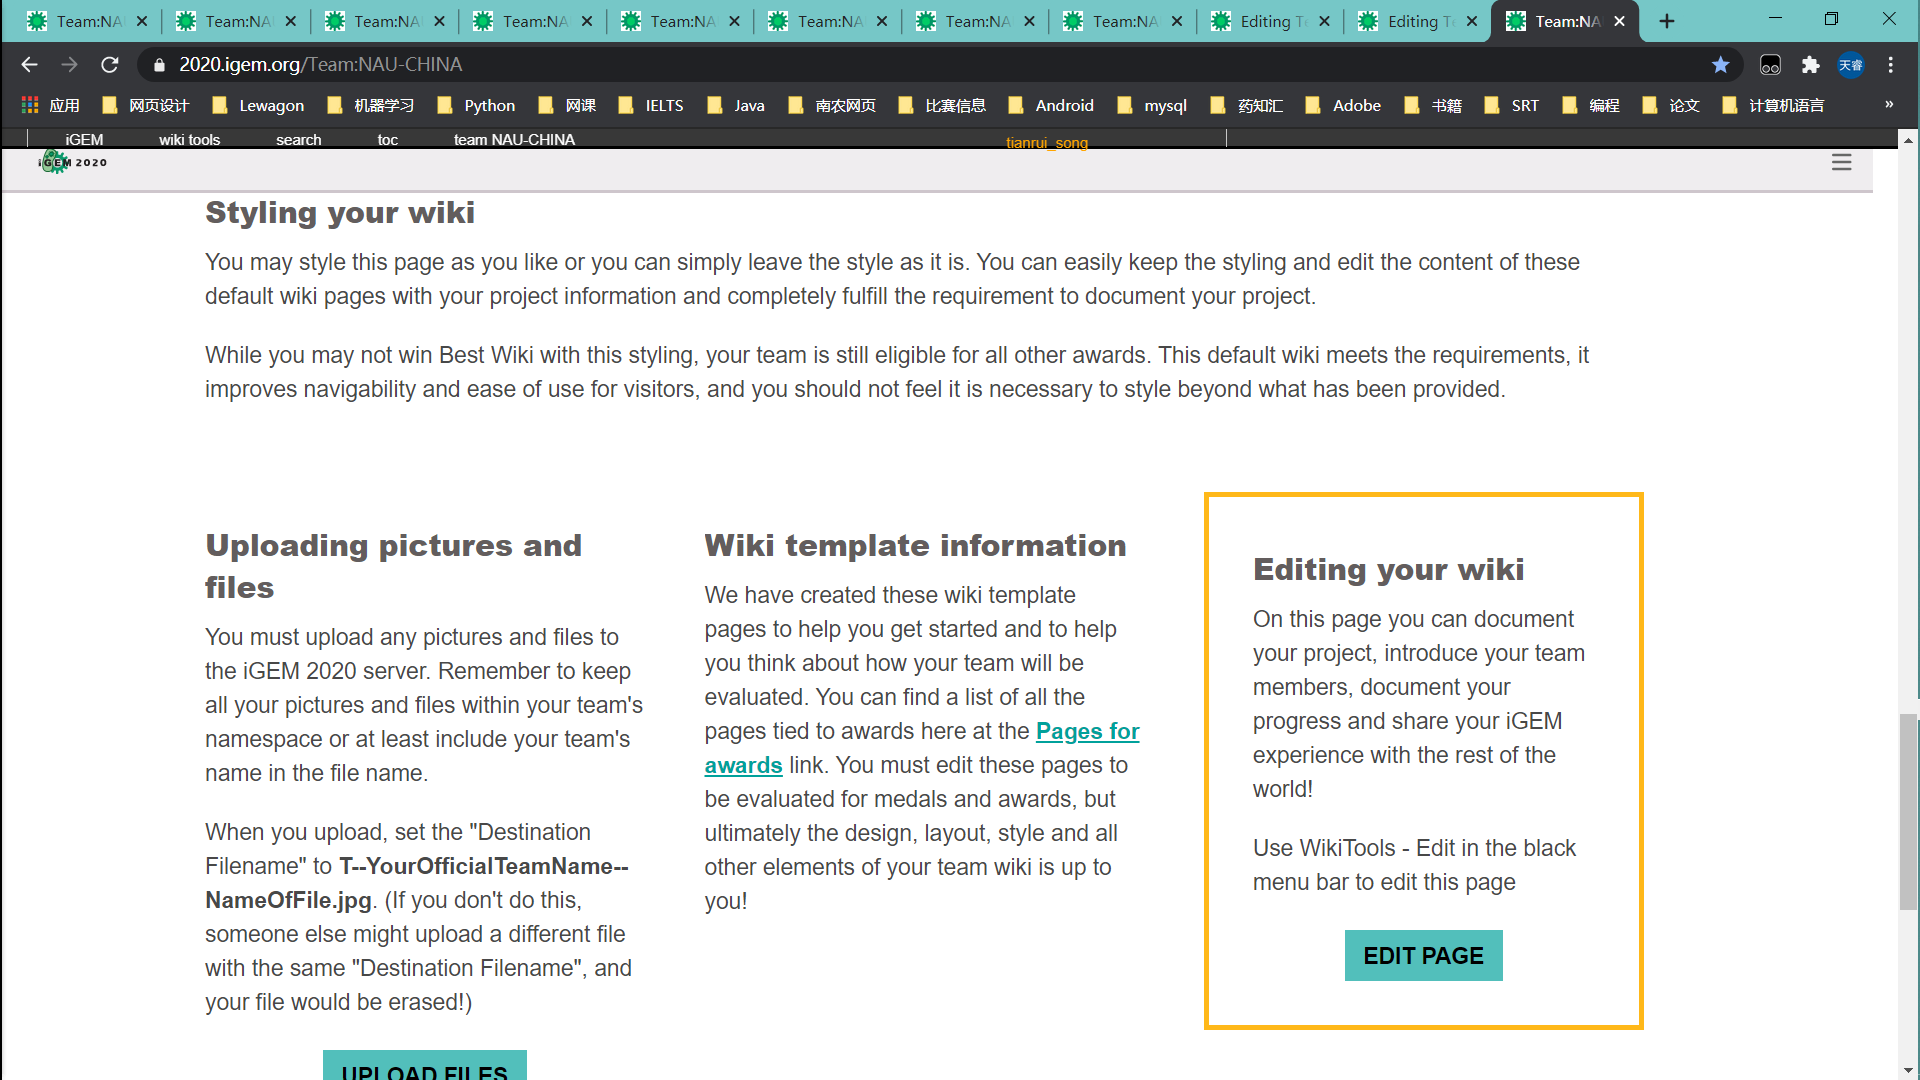 Team:NA Team:NA Team:NA Team:NA Team:NA Team:NA Team:NA Team:NA Editing Te Editing Te Team:NA
2020.igem.org/Team:NAU-CHINA 天睿
应用 网页设计 Lewagon 机器学习 Python 网课 IELTS Java 南农网页 比赛信息 Android mysql 药知汇 Adobe 书籍 SRT 编程 论文 计算机语言 »
iGEM wiki tools search toc team NAU-CHINA tianrui_song
iGEM 2020
Styling your wiki
You may style this page as you like or you can simply leave the style as it is. You can easily keep the styling and edit the content of these
default wiki pages with your project information and completely fulfill the requirement to document your project.
While you may not win Best Wiki with this styling, your team is still eligible for all other awards. This default wiki meets the requirements, it
improves navigability and ease of use for visitors, and you should not feel it is necessary to style beyond what has been provided.
Uploading pictures and
files
You must upload any pictures and files to
the iGEM 2020 server. Remember to keep
all your pictures and files within your team's
namespace or at least include your team's
name in the file name.
When you upload, set the "Destination
Filename" to T--YourOfficialTeamName--
NameOfFile.jpg. (If you don't do this,
someone else might upload a different file
with the same "Destination Filename", and
your file would be erased!)
UPLOAD FILES
Wiki template information
We have created these wiki template
pages to help you get started and to help
you think about how your team will be
evaluated. You can find a list of all the
pages tied to awards here at the Pages for
awards link. You must edit these pages to
be evaluated for medals and awards, but
ultimately the design, layout, style and all
other elements of your team wiki is up to
you!
Editing your wiki
On this page you can document
your project, introduce your team
members, document your
progress and share your iGEM
experience with the rest of the
world!
Use WikiTools - Edit in the black
menu bar to edit this page
EDIT PAGE